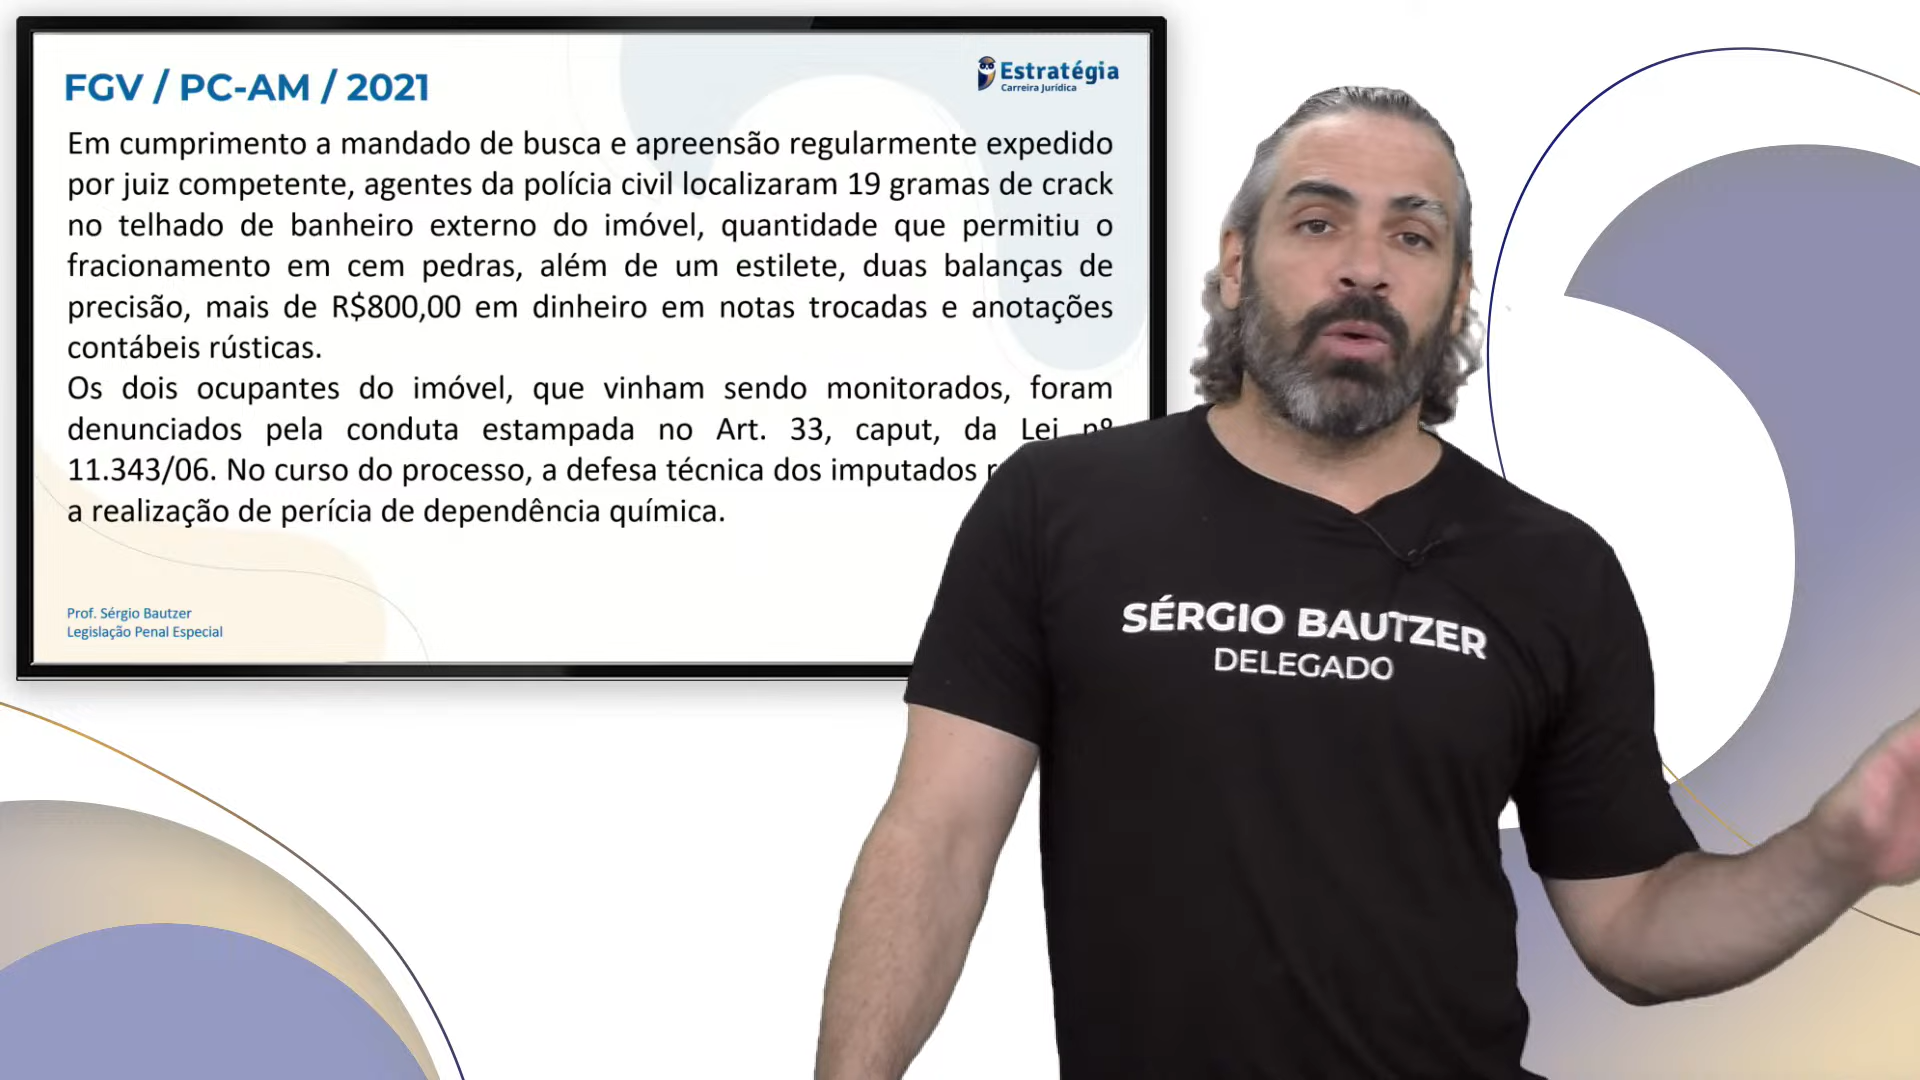 FGV / PC-AM / 2021
Estratégia
Carreira Jurídica
Em cumprimento a mandado de busca e apreensão regularmente expedido
por juiz competente, agentes da polícia civil localizaram 19 gramas de crack
no telhado de banheiro externo do imóvel, quantidade que permitiu o
fracionamento em cem pedras, além de um estilete, duas balanças de
precisão, mais de R$800,00 em dinheiro em notas trocadas e anotações
contábeis rústicas.
Os dois ocupantes do imóvel, que vinham sendo monitorados, foram
denunciados pela conduta estampada no Art. 33, caput, da Lei nº
11.343/06. No curso do processo, a defesa técnica dos imputados
a realização de perícia de dependência química.
Prof. Sérgio Bautzer
Legislação Penal Especial
SÉRGIO BAUTZER
DELEGADO